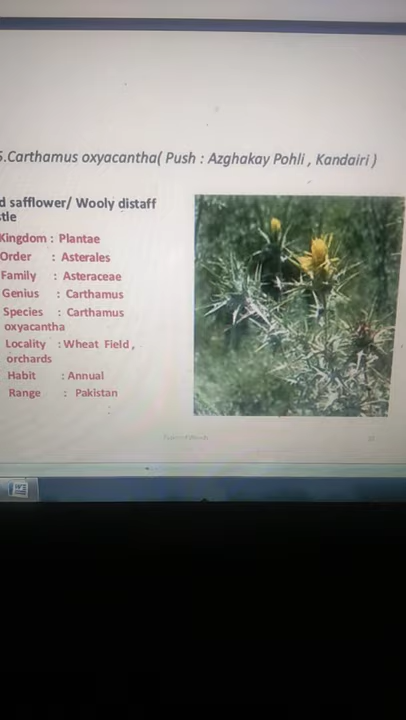 5.Carthamus oxyacantha( Push : Azghakay Pohli , Kandairi )
d safflower/ Wooly distaff
stle
Kingdom : Plantae
Order : Asterales
Family : Asteraceae
Genius : Carthamus
Species : Carthamus
oxyacantha
Locality : Wheat Field ,
orchards
Habit : Annual
Range : Pakistan